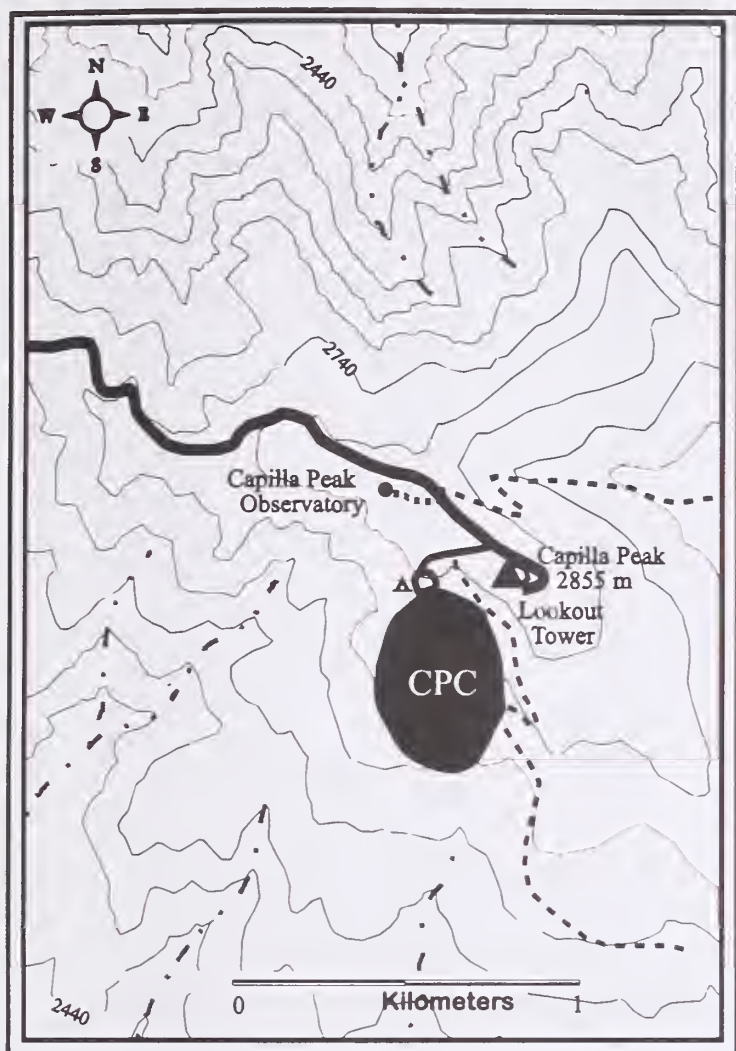 2440
N
W E
S
2740
Capilla Peak
Observatory
Capilla Peak
2855 m
Lookout
Tower
CPC
2440
0 Kilometers 1